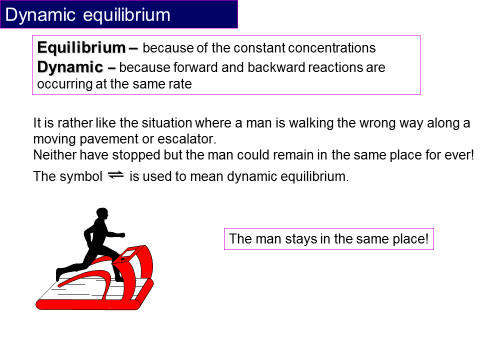 Dynamic equilibrium
Equilibrium – because of the constant concentrations
Dynamic – because forward and backward reactions are
occurring at the same rate
It is rather like the situation where a man is walking the wrong way along a
moving pavement or escalator.
Neither have stopped but the man could remain in the same place for ever!
The symbol ⇌ is used to mean dynamic equilibrium.
The man stays in the same place!